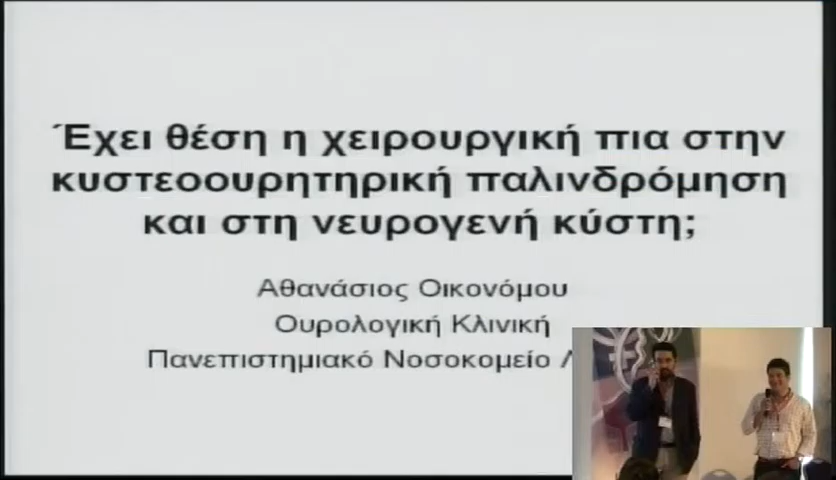 Έχει θέση η χειρουργική πια στην
κυστεοουρητηρική παλινδρόμηση
και στη νευρογενή κύστη;
Αθανάσιος Οικονόμου
Ουρολογική Κλινική
Πανεπιστημιακό Νοσοκομείο